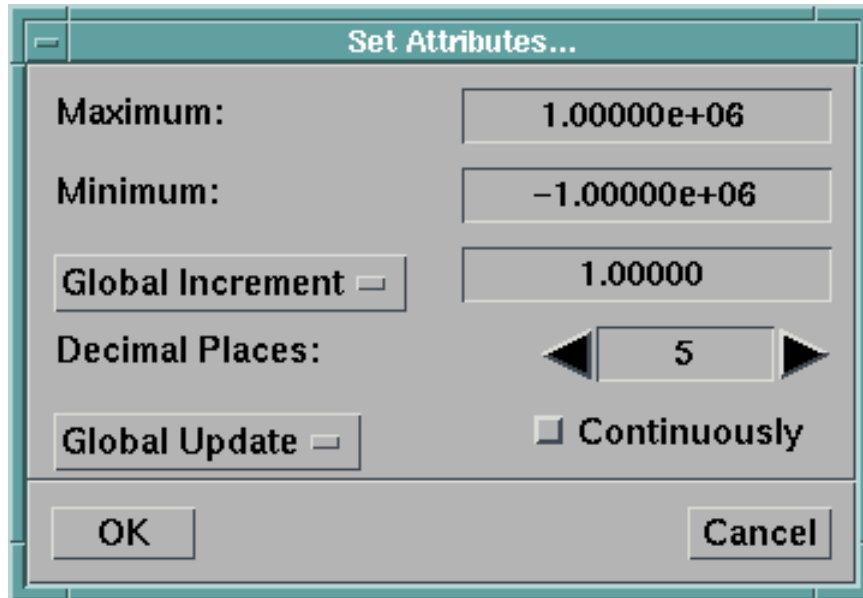 Set Attributes...
Maximum: 1.00000e+06
Minimum: −1.00000e+06
Global Increment 1.00000
Decimal Places: 5
Global Update Continuously
OK Cancel